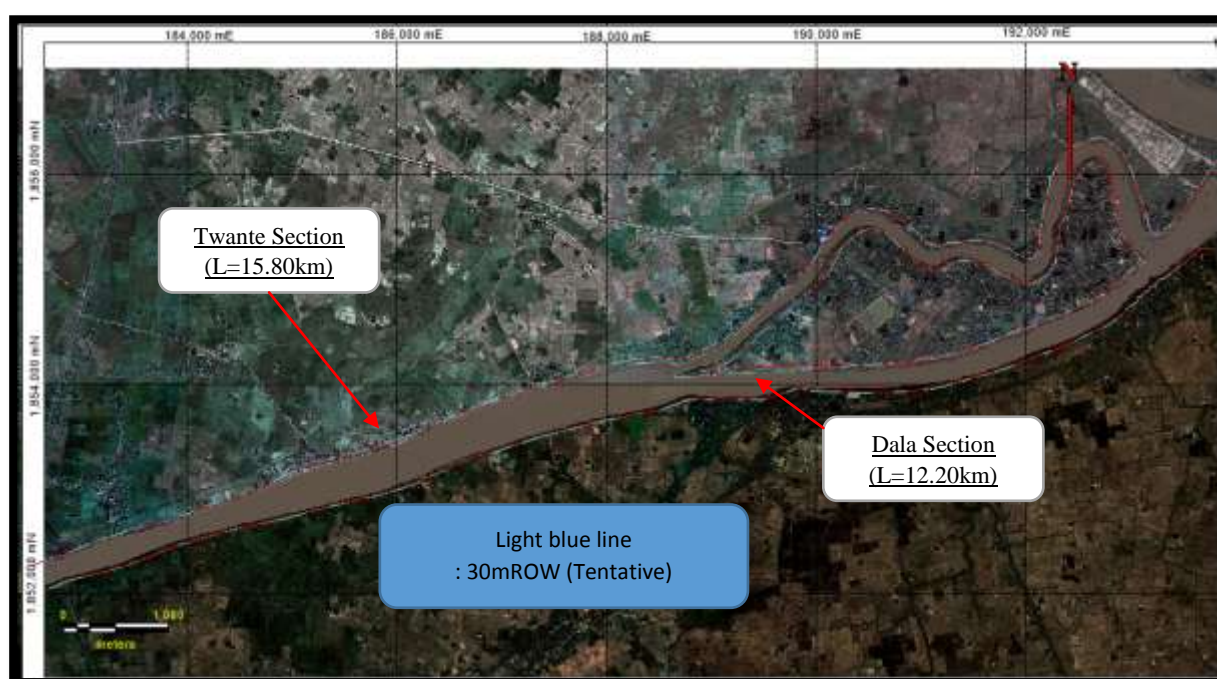 184,000 mE
186,000 mE
188,000 mE
190,000 mE
192,000 mE
N
1,856,000 mN
Twante Section
(L=15.80km)
1,854,000 mN
Dala Section
(L=12.20km)
Light blue line
: 30mROW (Tentative)
1,852,000 mN
0
1,000
meters